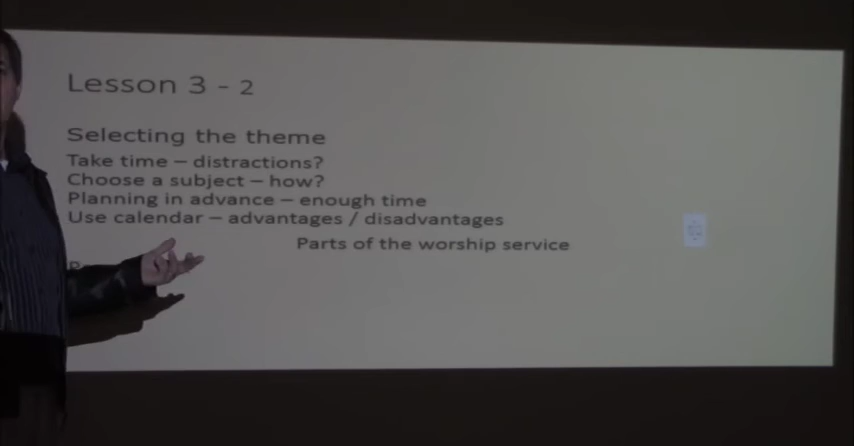 Lesson 3 - 2
Selecting the theme
Take time – distractions?
Choose a subject – how?
Planning in advance – enough time
Use calendar – advantages / disadvantages
Parts of the worship service